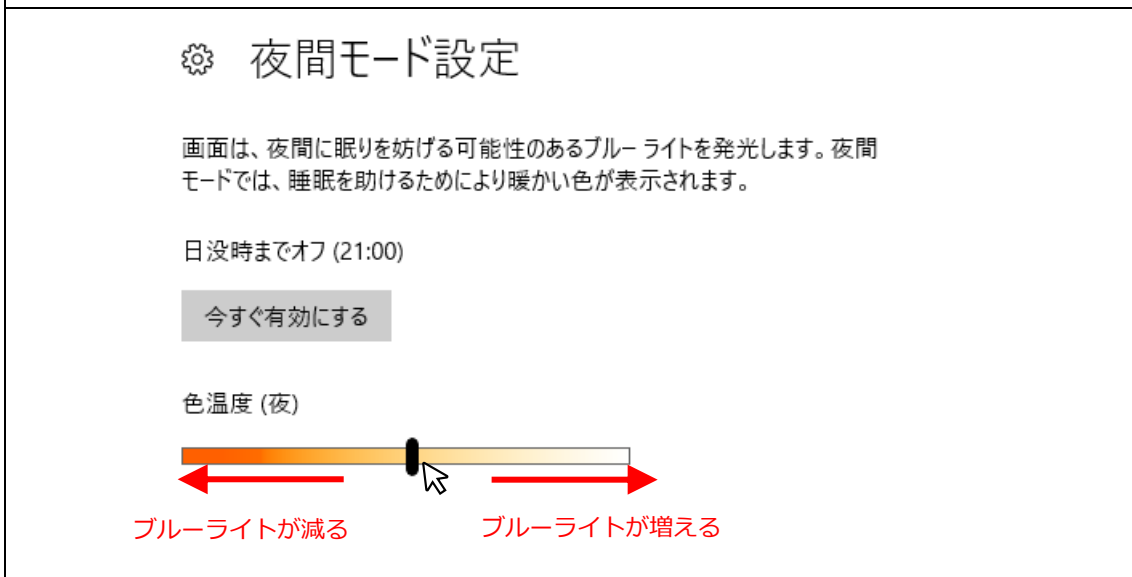 夜間モード設定
画面は、夜間に眠りを妨げる可能性のあるブルー ライトを発光します。夜間
モードでは、睡眠を助けるためにより暖かい色が表示されます。
日没時までオフ (21:00)
今すぐ有効にする
色温度 (夜)
ブルーライトが減る ブルーライトが増える